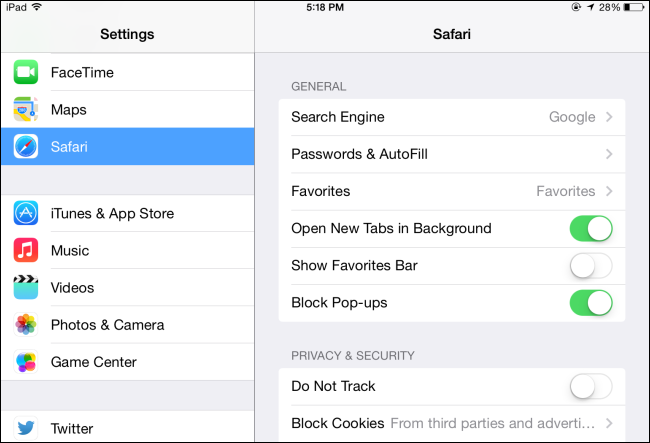 iPad 5:18 PM 28%
Settings
Safari
FaceTime
Maps
Safari
iTunes & App Store
Music
Videos
Photos & Camera
Game Center
Twitter
GENERAL
Search Engine Google
Passwords & AutoFill
Favorites Favorites
Open New Tabs in Background
Show Favorites Bar
Block Pop-ups
PRIVACY & SECURITY
Do Not Track
Block Cookies From third parties and adverti...